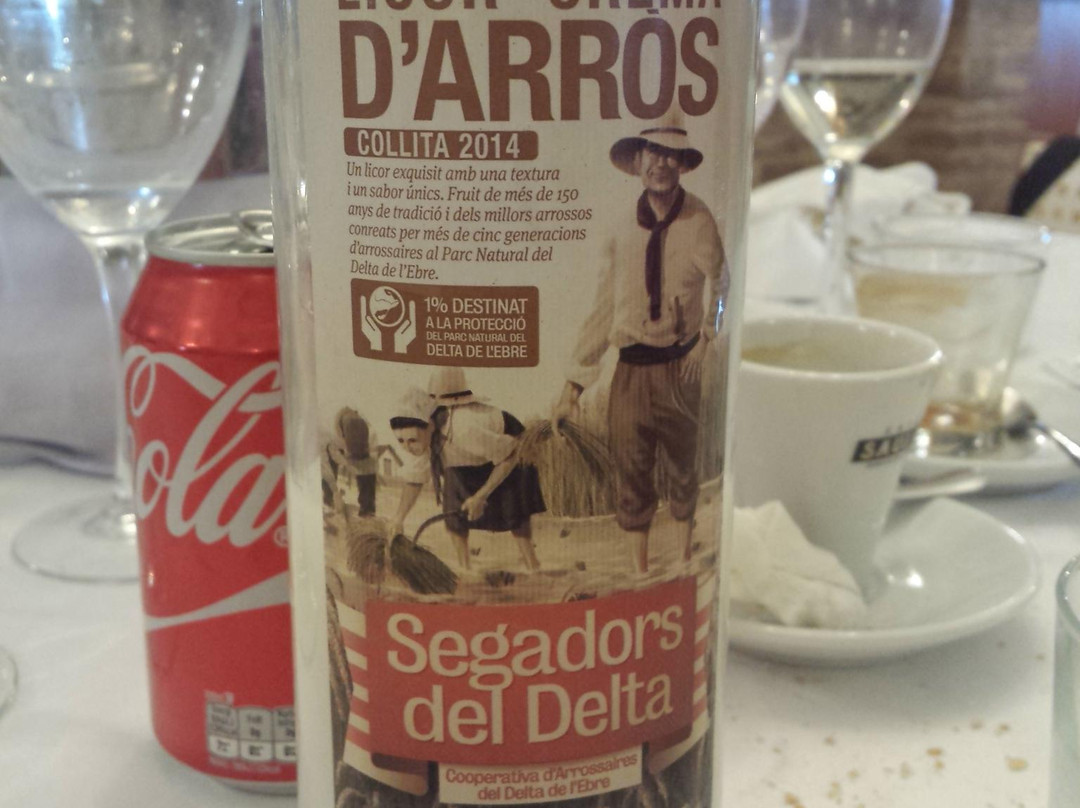 LICOR CREMA
D'ARRÒS
COLLITA 2014
Un licor exquisit amb una textura
i un sabor únics. Fruit de més de 150
anys de tradició i dels millors arrossos
conreats per més de cinc generacions
d'arrossaires al Parc Natural del
Delta de l'Ebre.
1% DESTINAT
A LA PROTECCIÓ
DEL PARC NATURAL DEL
DELTA DE L'EBRE
Segadors
del Delta
Cooperativa d'Arrossaires
del Delta de l'Ebre
Cola